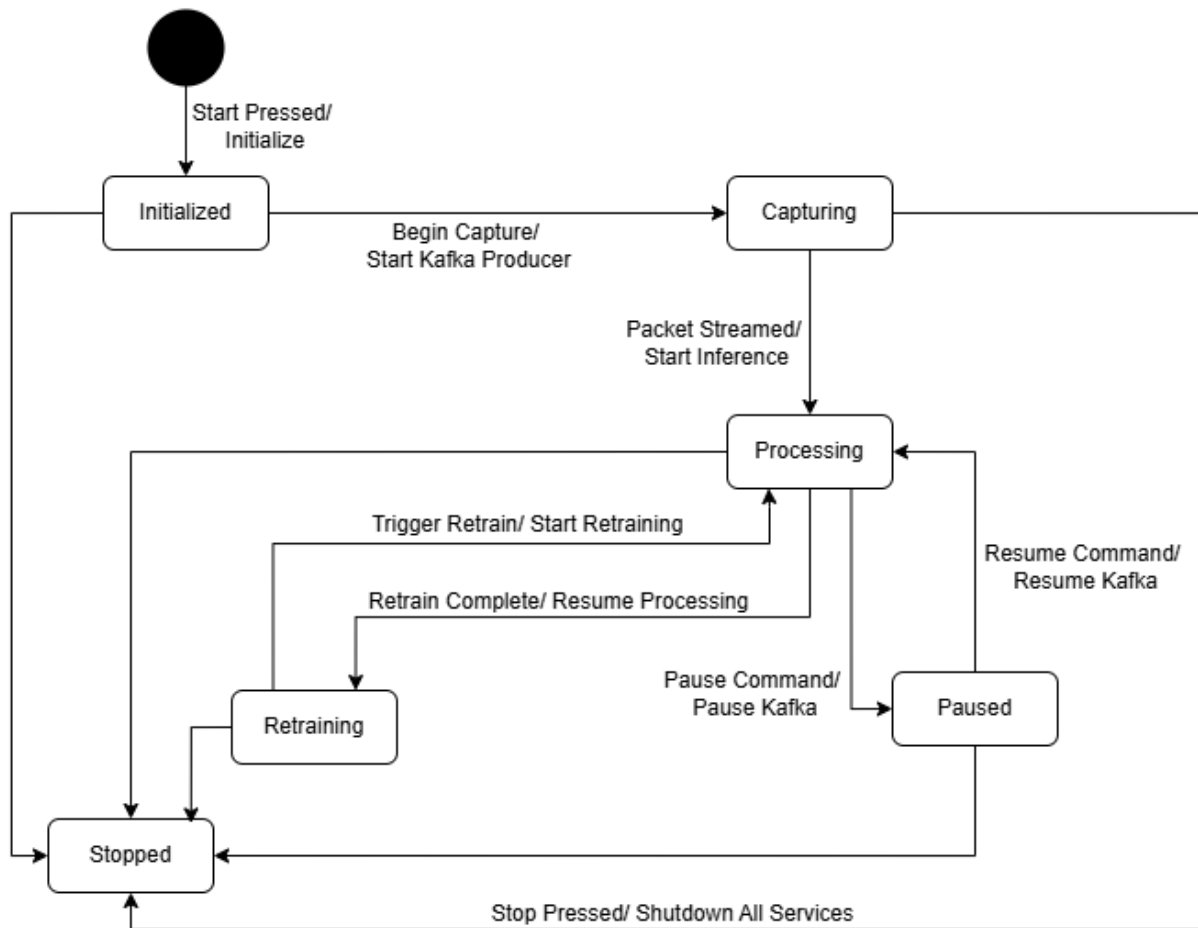 Start Pressed/
Initialize
Initialized
Capturing
Begin Capture/
Start Kafka Producer
Packet Streamed/
Start Inference
Processing
Trigger Retrain/ Start Retraining
Resume Command/
Resume Kafka
Retrain Complete/ Resume Processing
Pause Command/
Pause Kafka
Paused
Retraining
Stopped
Stop Pressed/ Shutdown All Services